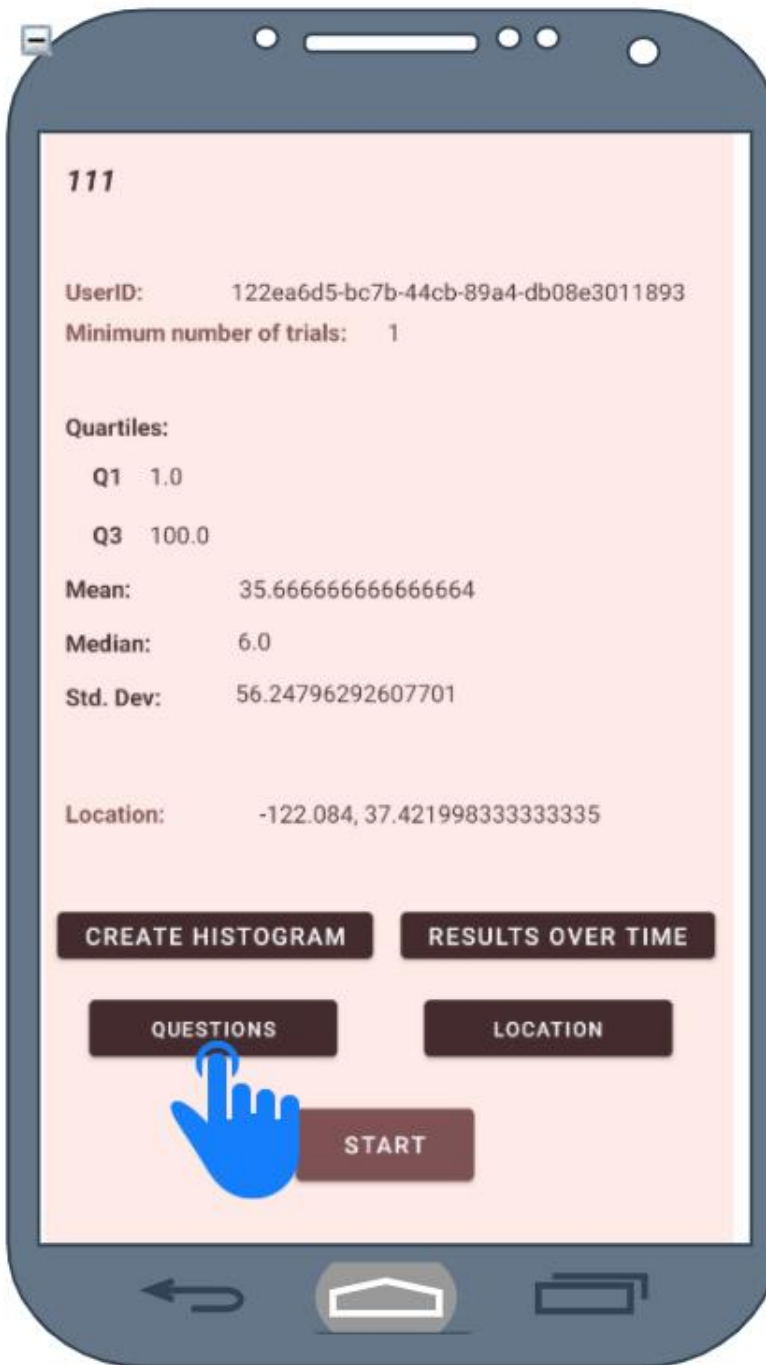 111
UserID: 122ea6d5-bc7b-44cb-89a4-db08e3011893
Minimum number of trials: 1
Quartiles:
Q1 1.0
Q3 100.0
Mean: 35.666666666666664
Median: 6.0
Std. Dev: 56.24796292607701
Location: -122.084, 37.421998333333335
CREATE HISTOGRAM RESULTS OVER TIME
QUESTIONS LOCATION
START